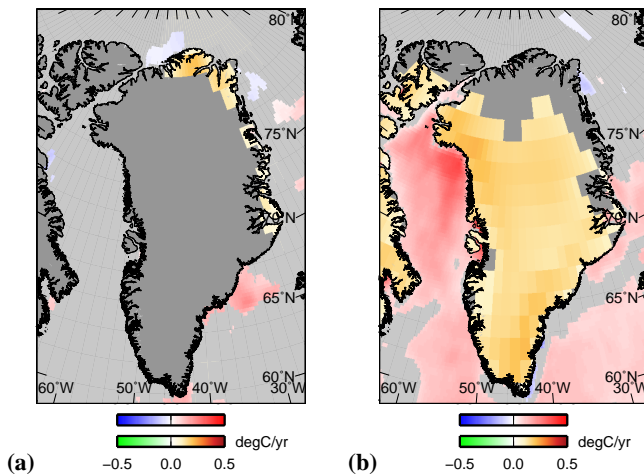 80°N 80°N
75°N 75°N
70°N 70°N
65°N 65°N
60°N 60°N
60°W 50°W 40°W 30°W 60°W 50°W 40°W 30°W
degC/yr degC/yr
(a) −0.5 0.0 0.5 (b) −0.5 0.0 0.5